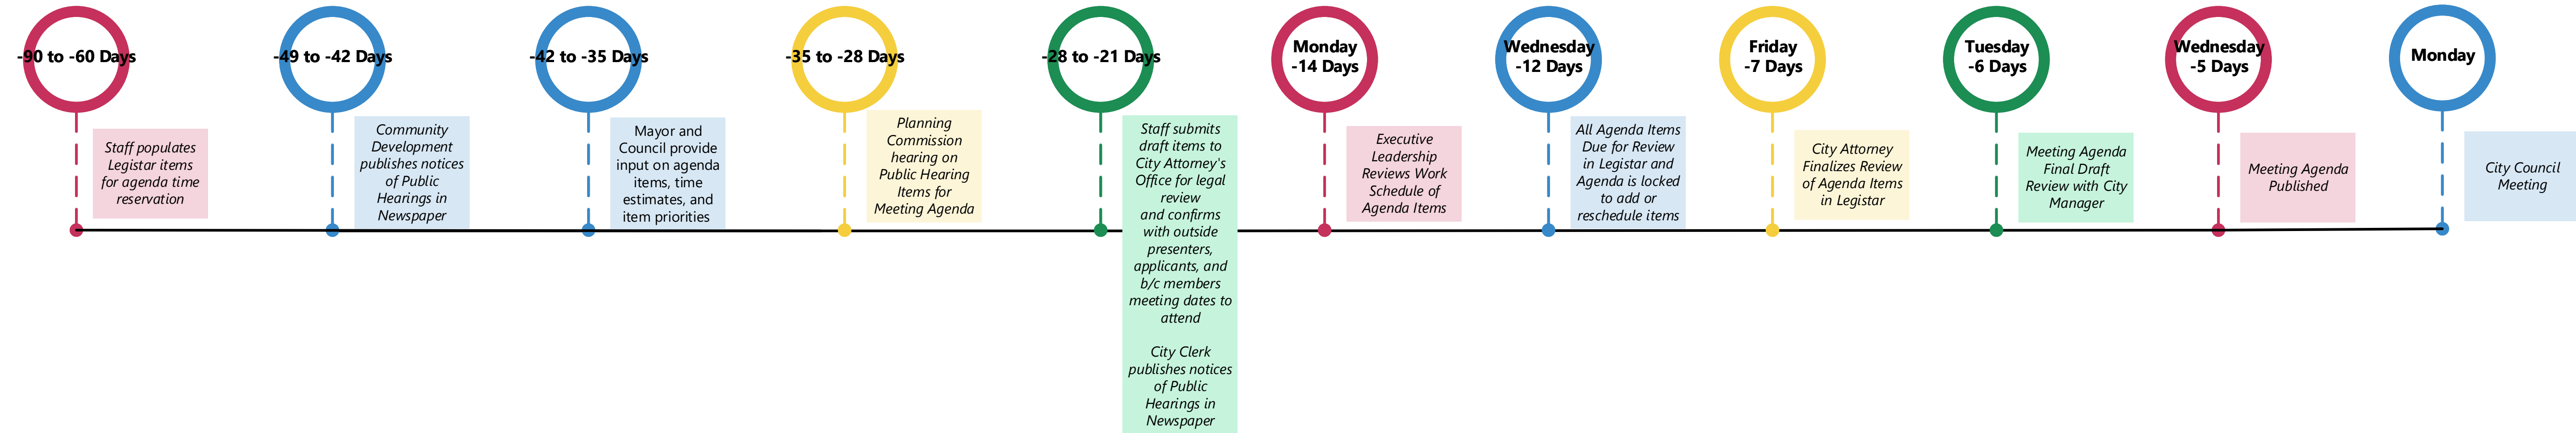 -90 to -60 Days
Staff populates
Legistar items
for agenda time
reservation
-49 to -42 Days
Community
Development
publishes notices
of Public
Hearings in
Newspaper
-42 to -35 Days
Mayor and
Council provide
input on agenda
items, time
estimates, and
item priorities
-35 to -28 Days
Planning
Commission
hearing on
Public Hearing
Items for
Meeting Agenda
-28 to -21 Days
Staff submits
draft items to
City Attorney's
Office for legal
review
and confirms
with outside
presenters,
applicants, and
b/c members
meeting dates to
attend
City Clerk
publishes notices
of Public
Hearings in
Newspaper
Monday
-14 Days
Executive
Leadership
Reviews Work
Schedule of
Agenda Items
Wednesday
-12 Days
All Agenda Items
Due for Review
in Legistar and
Agenda is locked
to add or
reschedule items
Friday
-7 Days
City Attorney
Finalizes Review
of Agenda Items
in Legistar
Tuesday
-6 Days
Meeting Agenda
Final Draft
Review with City
Manager
Wednesday
-5 Days
Meeting Agenda
Published
Monday
City Council
Meeting